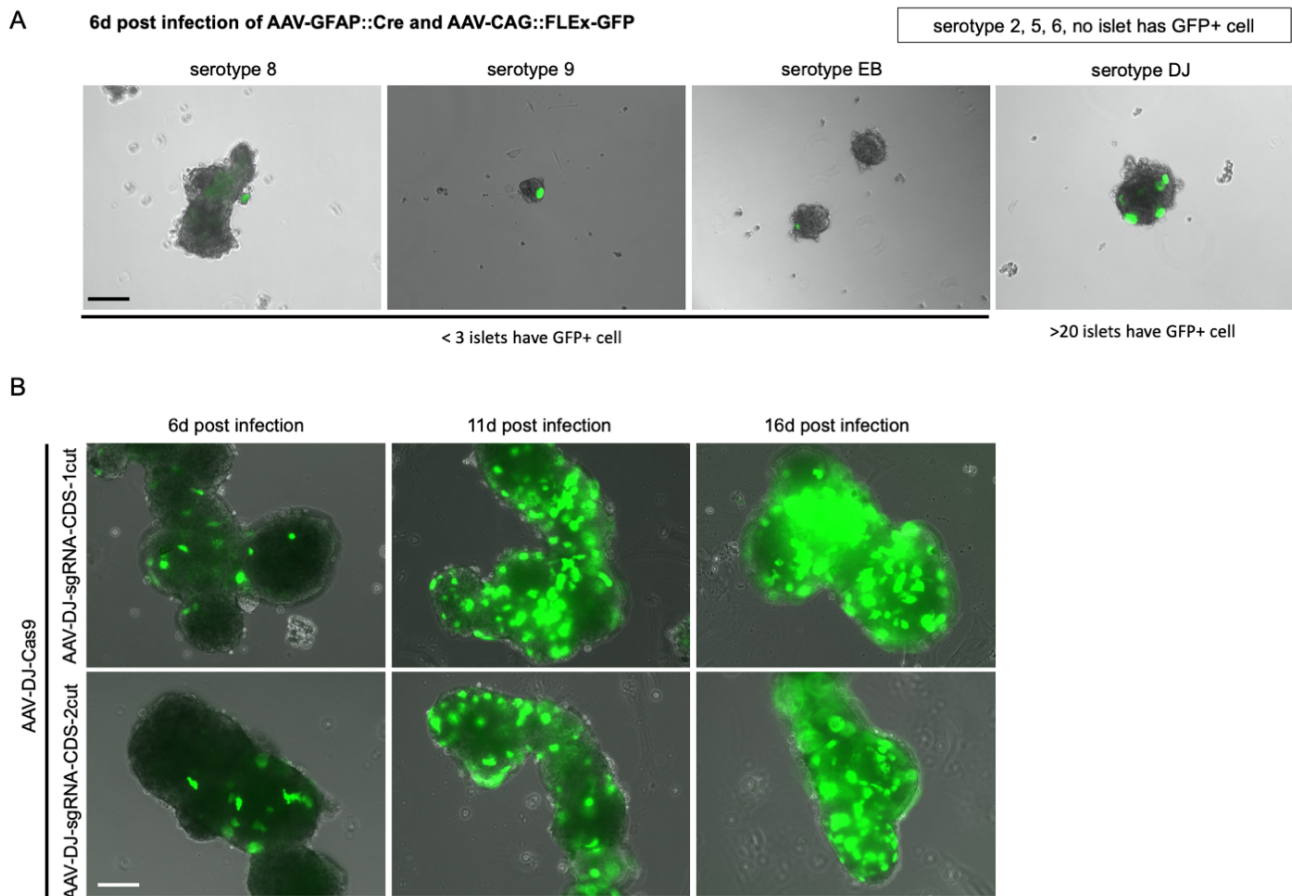 A
6d post infection of AAV-GFAP::Cre and AAV-CAG::FLEx-GFP
serotype 2, 5, 6, no islet has GFP+ cell
serotype 8
serotype 9
serotype EB
serotype DJ
< 3 islets have GFP+ cell
>20 islets have GFP+ cell
B
6d post infection
11d post infection
16d post infection
AAV-DJ-Cas9
AAV-DJ-sgRNA-CDS-1cut
AAV-DJ-sgRNA-CDS-2cut